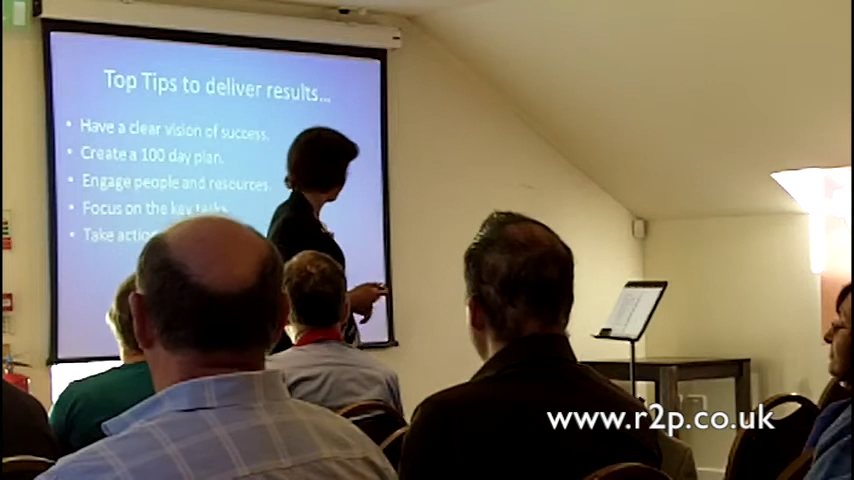 Top Tips to deliver results...
• Have a clear vision of success.
• Create a 100 day plan.
• Engage people and resources.
• Focus on the key tasks
• Take action
www.r2p.co.uk